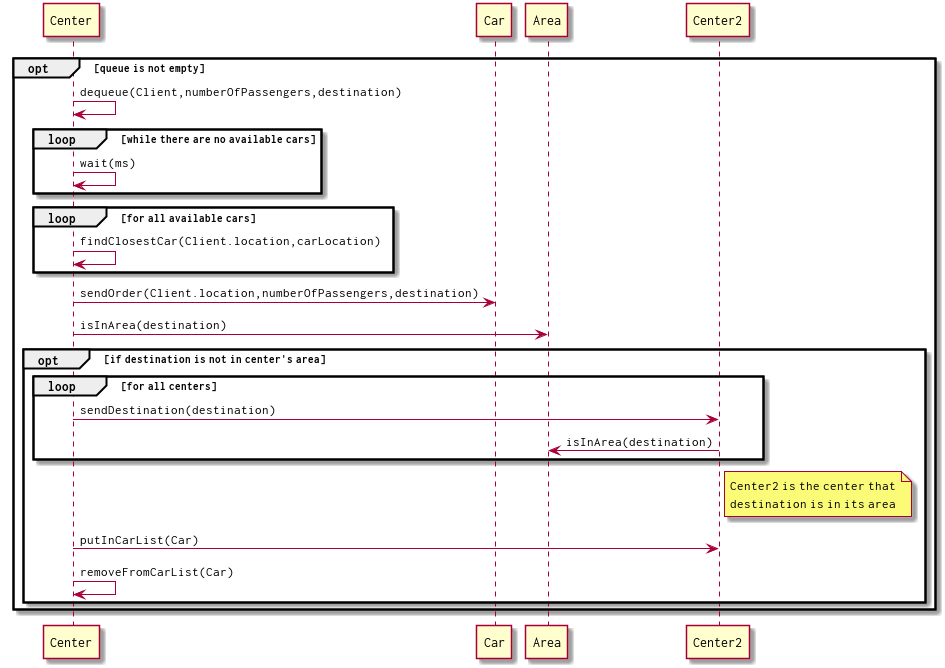 Center
Car
Area
Center2
opt
[queue is not empty]
dequeue(Client,numberOfPassengers,destination)
loop
[while there are no available cars]
wait(ms)
loop
[for all available cars]
findClosestCar(Client.location,carLocation)
sendOrder(Client.location,numberOfPassengers,destination)
isInArea(destination)
opt
[if destination is not in center's area]
loop
[for all centers]
sendDestination(destination)
isInArea(destination)
Center2 is the center that
destination is in its area
putInCarList(Car)
removeFromCarList(Car)
Center
Car
Area
Center2